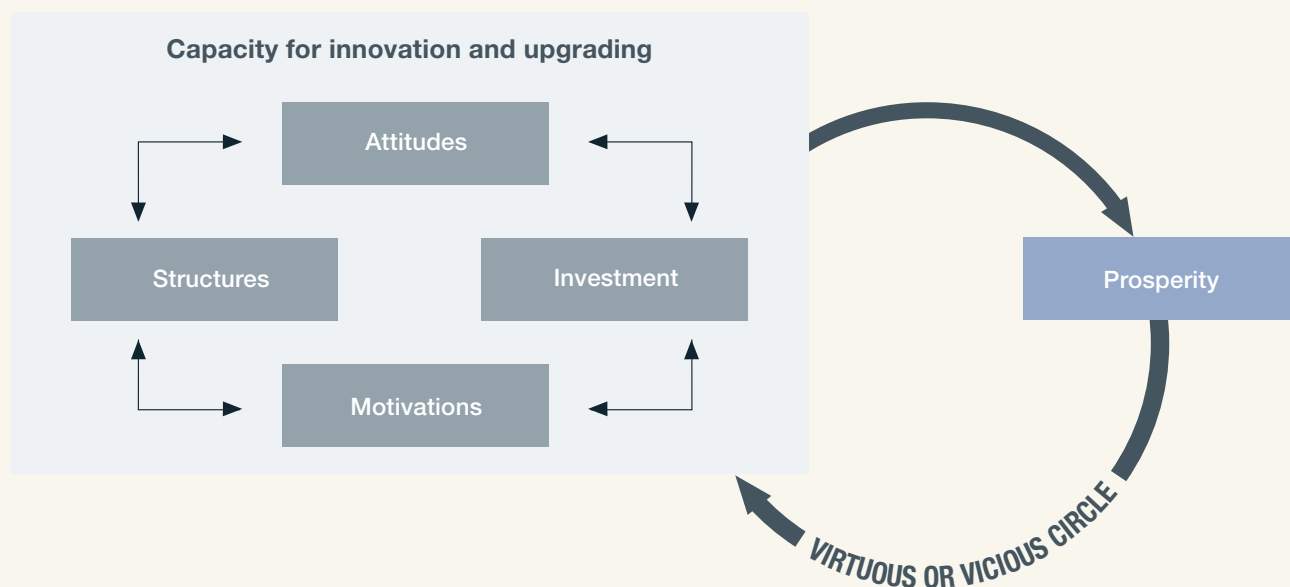 Capacity for innovation and upgrading
Attitudes
Structures
Investment
Prosperity
Motivations
VIRTUOUS OR VICIOUS CIRCLE